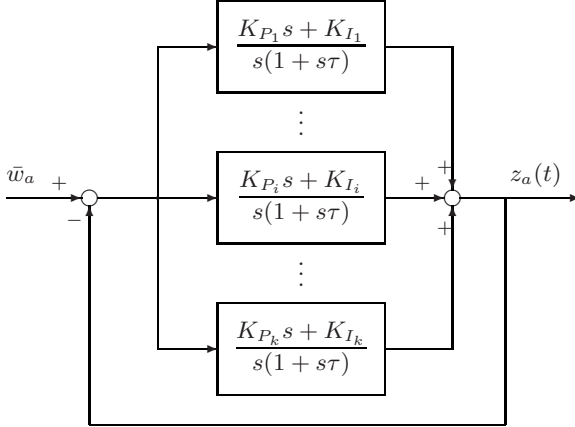 K_{P_1}s + K_{I_1}
s(1 + sτ)
⋮
w̄_a
+
−
K_{P_i}s + K_{I_i}
s(1 + sτ)
+
+
+
z_a(t)
⋮
K_{P_k}s + K_{I_k}
s(1 + sτ)